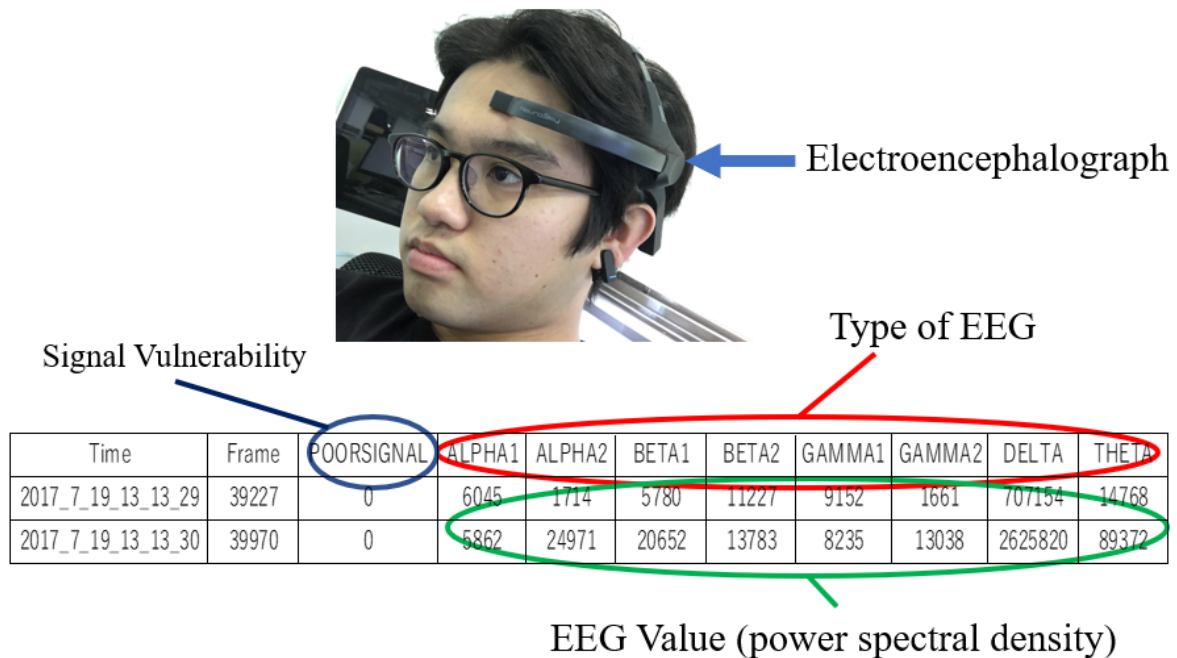 NeuroSky
Electroencephalograph
Type of EEG
Signal Vulnerability
Time Frame POORSIGNAL ALPHA1 ALPHA2 BETA1 BETA2 GAMMA1 GAMMA2 DELTA THETA
2017_7_19_13_13_29 39227 0 6045 1714 5780 11227 9152 1661 707154 14768
2017_7_19_13_13_30 39970 0 5862 24971 20652 13783 8235 13038 2625820 89372
EEG Value (power spectral density)